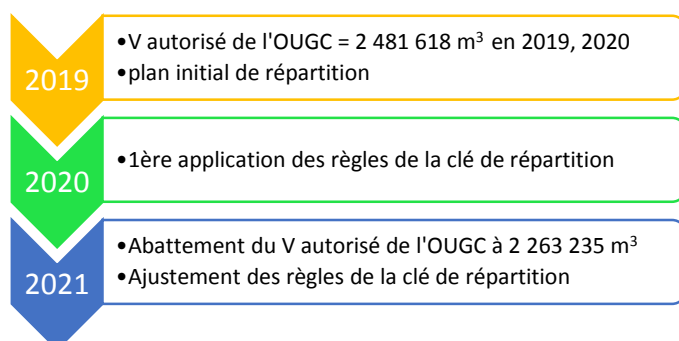 2019
•V autorisé de l'OUGC = 2 481 618 m³ en 2019, 2020
•plan initial de répartition
2020
•1ère application des règles de la clé de répartition
2021
•Abattement du V autorisé de l'OUGC à 2 263 235 m³
•Ajustement des règles de la clé de répartition